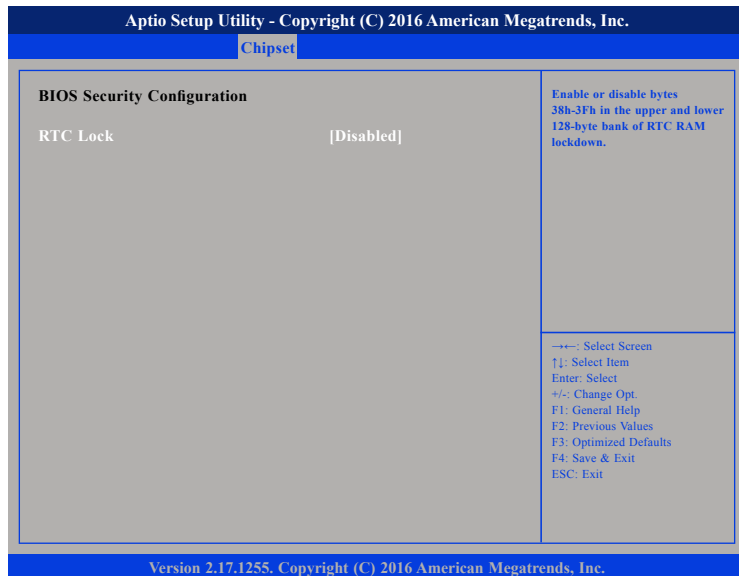 Aptio Setup Utility - Copyright (C) 2016 American Megatrends, Inc.
Chipset
BIOS Security Configuration
RTC Lock [Disabled]
Enable or disable bytes
38h-3Fh in the upper and lower
128-byte bank of RTC RAM
lockdown.
→←: Select Screen
↑↓: Select Item
Enter: Select
+/-: Change Opt.
F1: General Help
F2: Previous Values
F3: Optimized Defaults
F4: Save & Exit
ESC: Exit
Version 2.17.1255. Copyright (C) 2016 American Megatrends, Inc.